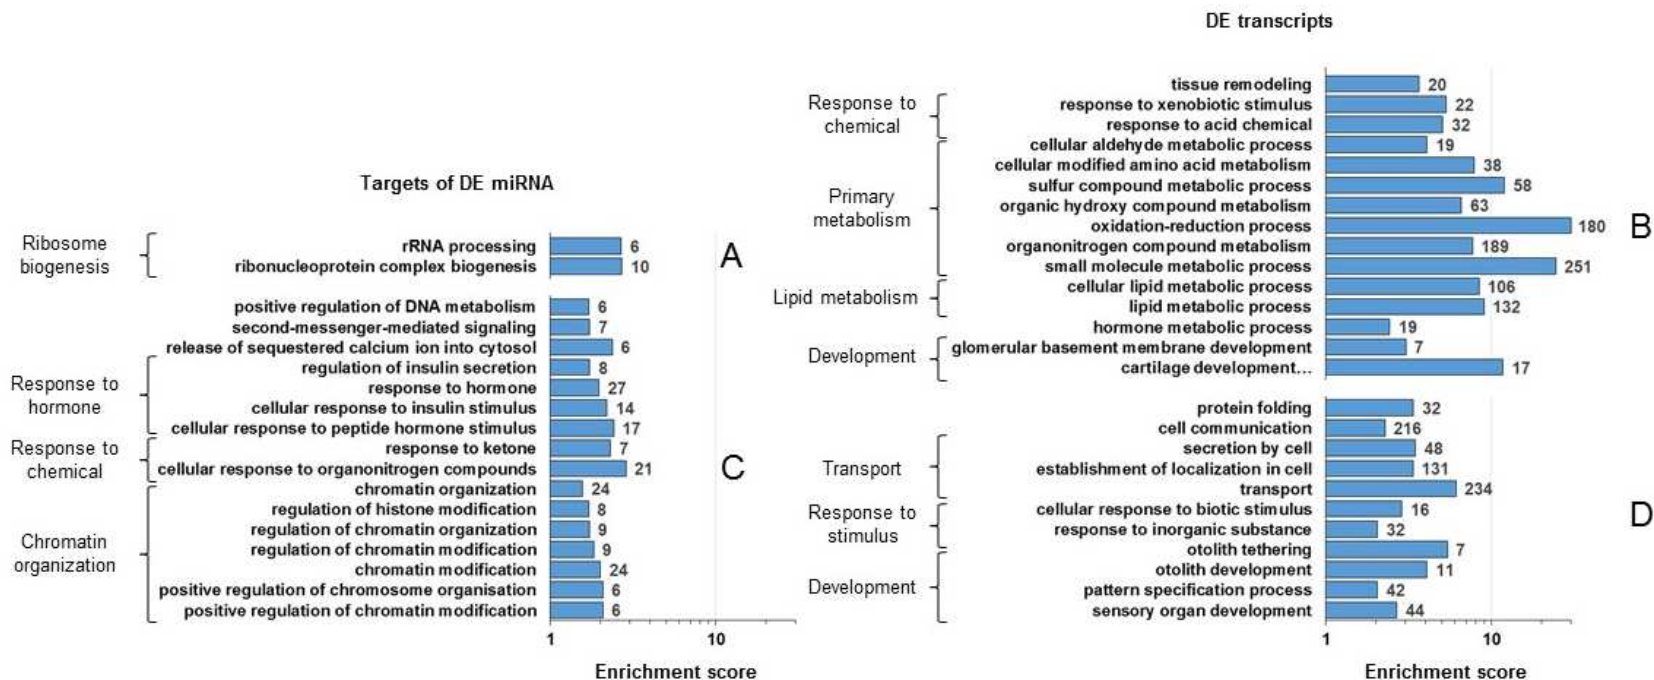 DE transcripts
Targets of DE miRNA
Ribosome
biogenesis
rRNA processing 6
ribonucleoprotein complex biogenesis 10
A
positive regulation of DNA metabolism 6
second-messenger-mediated signaling 7
release of sequestered calcium ion into cytosol 6
Response to
hormone
regulation of insulin secretion 8
response to hormone 27
cellular response to insulin stimulus 14
cellular response to peptide hormone stimulus 17
Response to
chemical
response to ketone 7
cellular response to organonitrogen compounds 21
C
Chromatin
organization
chromatin organization 24
regulation of histone modification 8
regulation of chromatin organization 9
regulation of chromatin modification 9
chromatin modification 24
positive regulation of chromosome organisation 6
positive regulation of chromatin modification 6
1 10
Enrichment score
tissue remodeling 20
Response to
chemical
response to xenobiotic stimulus 22
response to acid chemical 32
Primary
metabolism
cellular aldehyde metabolic process 19
cellular modified amino acid metabolism 38
sulfur compound metabolic process 58
organic hydroxy compound metabolism 63
oxidation-reduction process 180
organonitrogen compound metabolism 189
small molecule metabolic process 251
B
Lipid metabolism
cellular lipid metabolic process 106
lipid metabolic process 132
hormone metabolic process 19
Development
glomerular basement membrane development 7
cartilage development... 17
protein folding 32
cell communication 216
Transport
secretion by cell 48
establishment of localization in cell 131
transport 234
Response to
stimulus
cellular response to biotic stimulus 16
response to inorganic substance 32
D
Development
otolith tethering 7
otolith development 11
pattern specification process 42
sensory organ development 44
1 10
Enrichment score